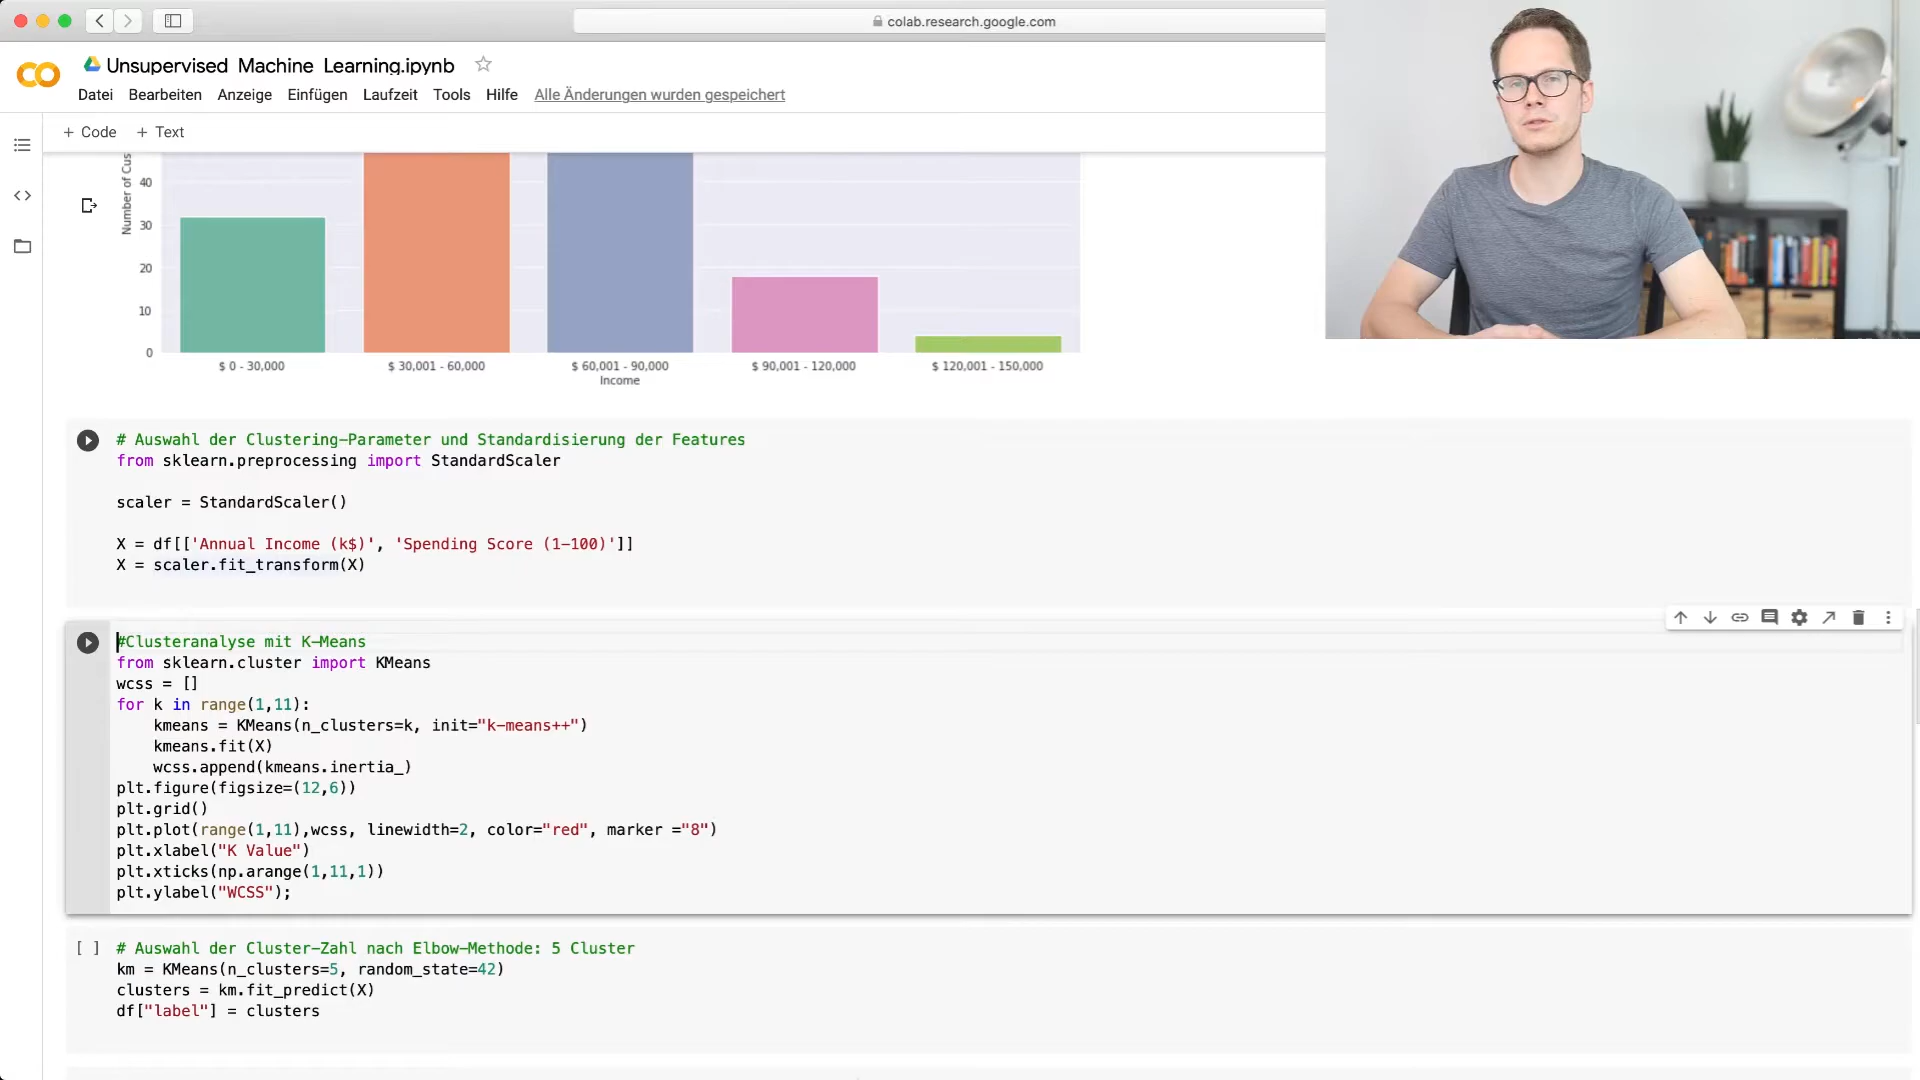 colab.research.google.com
Unsupervised Machine Learning.ipynb
Datei Bearbeiten Anzeige Einfügen Laufzeit Tools Hilfe Alle Änderungen wurden gespeichert
+ Code + Text
Number of Cus
40
30
20
10
0
$ 0 - 30,000 $ 30,001 - 60,000 $ 60,001 - 90,000 $ 90,001 - 120,000 $ 120,001 - 150,000
Income
# Auswahl der Clustering-Parameter und Standardisierung der Features
from sklearn.preprocessing import StandardScaler
scaler = StandardScaler()
X = df[['Annual Income (k$)', 'Spending Score (1-100)']]
X = scaler.fit_transform(X)
#Clusteranalyse mit K-Means
from sklearn.cluster import KMeans
wcss = []
for k in range(1,11):
    kmeans = KMeans(n_clusters=k, init="k-means++")
    kmeans.fit(X)
    wcss.append(kmeans.inertia_)
plt.figure(figsize=(12,6))
plt.grid()
plt.plot(range(1,11),wcss, linewidth=2, color="red", marker ="8")
plt.xlabel("K Value")
plt.xticks(np.arange(1,11,1))
plt.ylabel("WCSS");
[ ] # Auswahl der Cluster-Zahl nach Elbow-Methode: 5 Cluster
km = KMeans(n_clusters=5, random_state=42)
clusters = km.fit_predict(X)
df["label"] = clusters